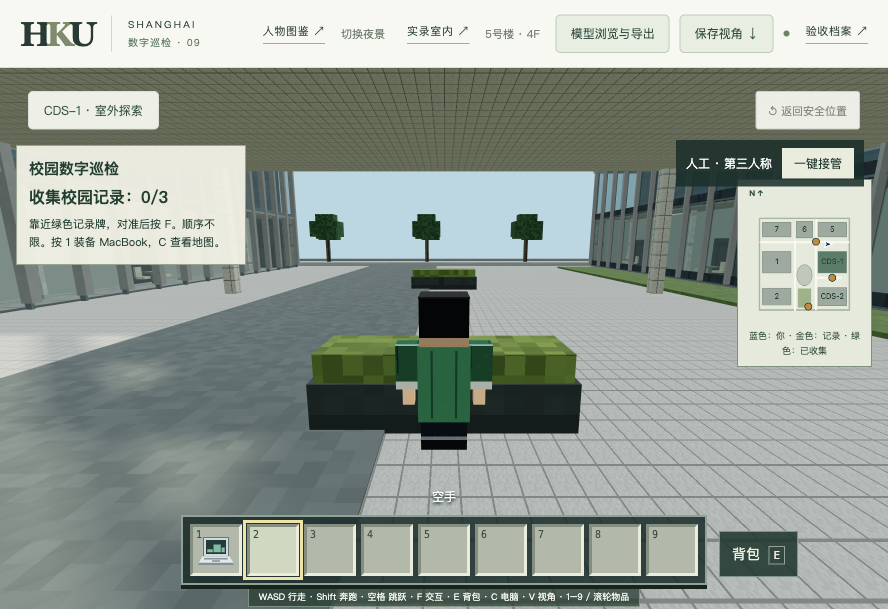 HKU
SHANGHAI
数字巡检 · 09
人物图鉴 ↗
切换夜景
实录室内 ↗
5号楼 · 4F
模型浏览与导出
保存视角 ↓
验收档案 ↗
CDS–1 · 室外探索
返回安全位置
校园数字巡检
收集校园记录：0/3
靠近绿色记录牌，对准后按 F。顺序不
限。按 1 装备 MacBook，C 查看地图。
人工 · 第三人称
一键接管
N ↑
7 6 5
1 CDS-1
2 CDS-2
蓝色：你 · 金色：记录 · 绿
色：已收集
空手
1 2 3 4 5 6 7 8 9
背包 E
WASD 行走 · Shift 奔跑 · 空格 跳跃 · F 交互 · E 背包 · C 电脑 · V 视角 · 1—9 / 滚轮物品